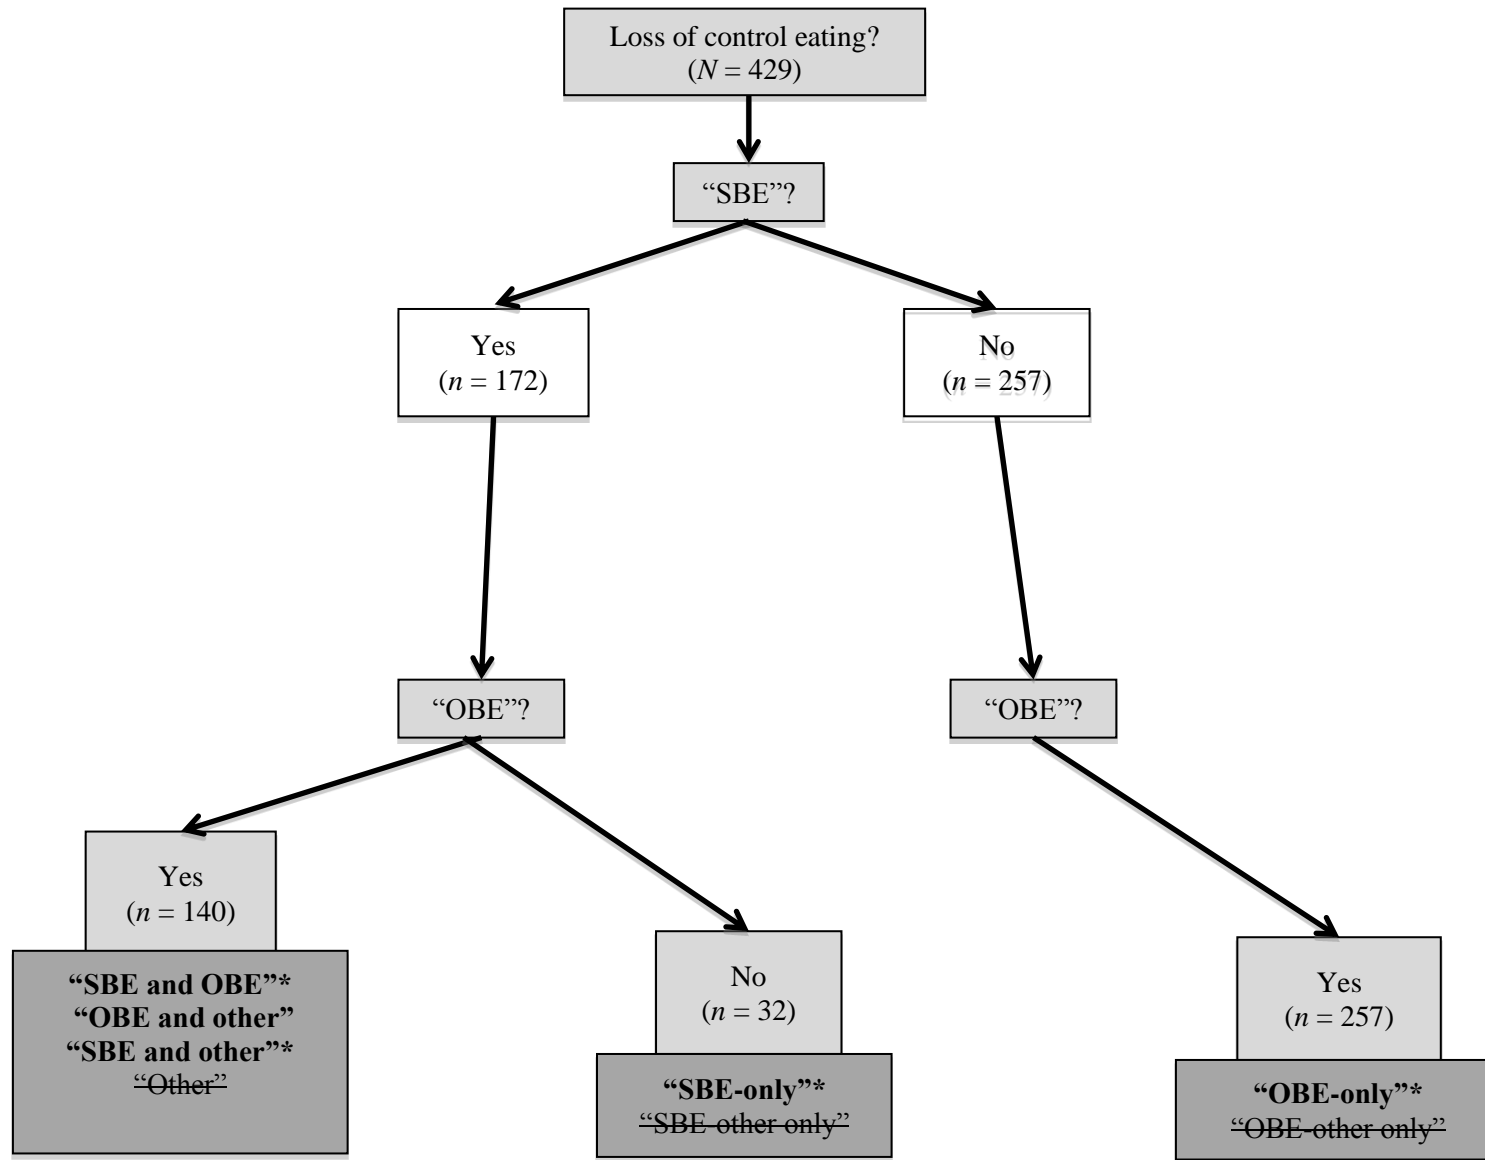 Loss of control eating?
(N = 429)
“SBE”?
Yes
(n = 172)
No
(n = 257)
“OBE”?
“OBE”?
Yes
(n = 140)
“SBE and OBE”*
“OBE and other”
“SBE and other”*
“Other”
No
(n = 32)
“SBE-only”*
“SBE-other only”
Yes
(n = 257)
“OBE-only”*
“OBE-other only”